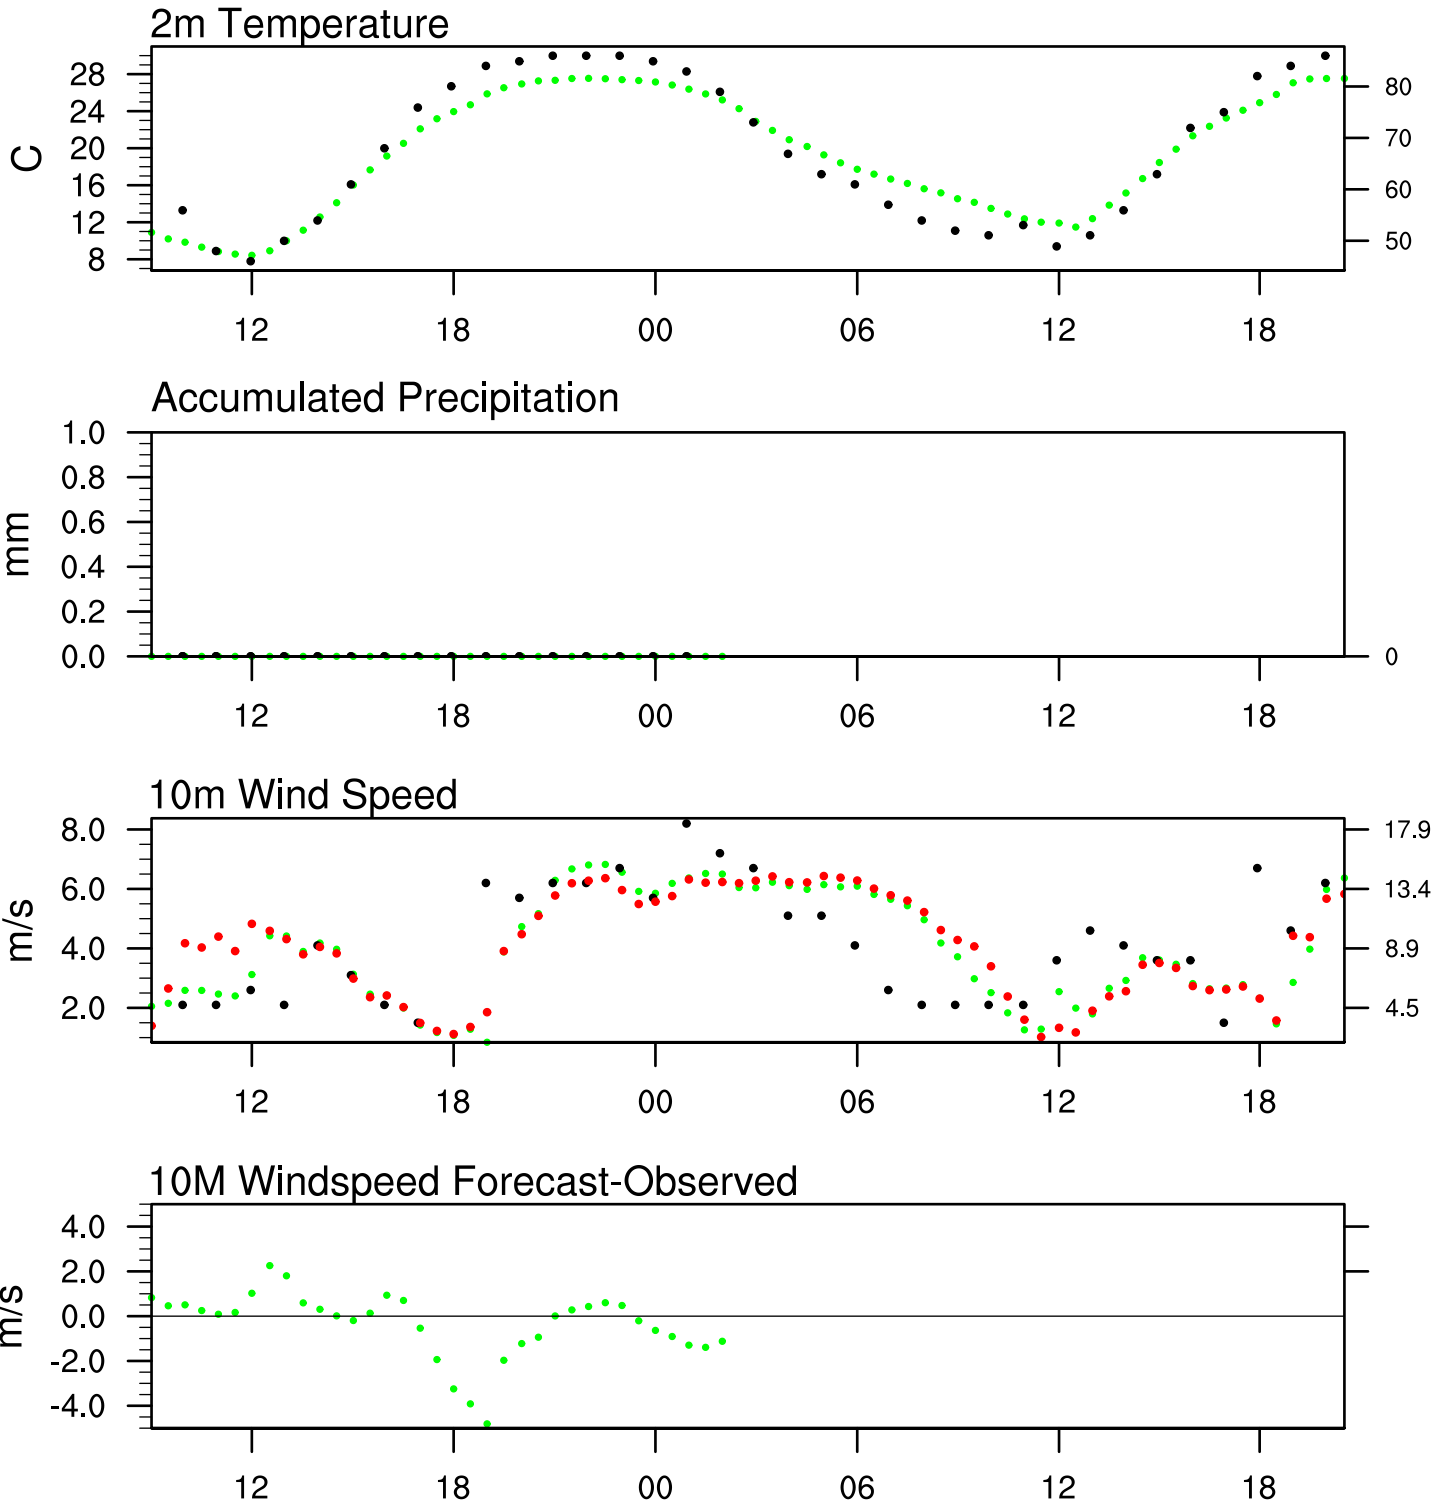 2m Temperature
C
28
24
20
16
12
8
80
70
60
50
12 18 00 06 12 18
Accumulated Precipitation
mm
1.0
0.8
0.6
0.4
0.2
0.0
0
12 18 00 06 12 18
10m Wind Speed
m/s
8.0
6.0
4.0
2.0
17.9
13.4
8.9
4.5
12 18 00 06 12 18
10M Windspeed Forecast-Observed
m/s
4.0
2.0
0.0
-2.0
-4.0
12 18 00 06 12 18